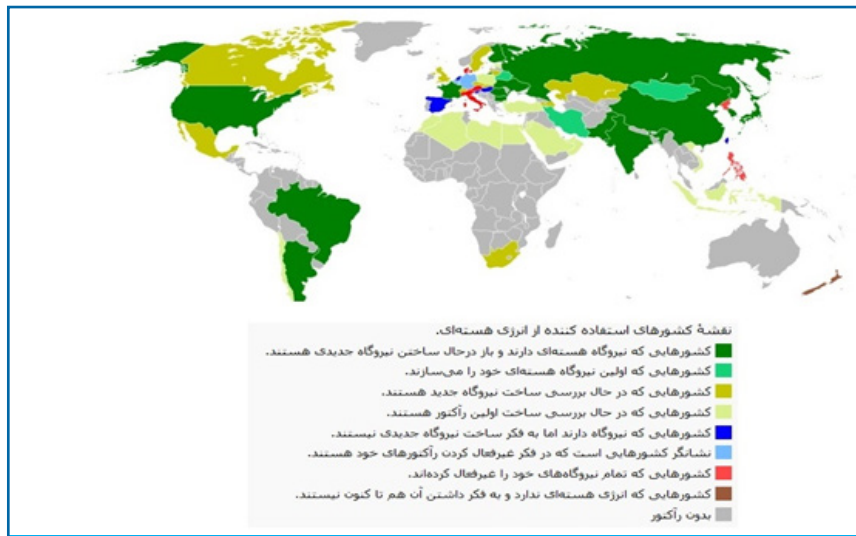 نقشهٔ کشورهای استفاده کننده از انرژی هسته‌ای.
کشورهایی که نیروگاه هسته‌ای دارند و باز درحال ساختن نیروگاه جدیدی هستند.
کشورهایی که اولین نیروگاه هسته‌ای خود را می‌سازند.
کشورهایی که در حال بررسی ساخت نیروگاه جدید هستند.
کشورهایی که در حال بررسی ساخت اولین رآکتور هستند.
کشورهایی که نیروگاه دارند اما به فکر ساخت نیروگاه جدیدی نیستند.
نشانگر کشورهایی است که در فکر غیرفعال کردن رآکتورهای خود هستند.
کشورهایی که تمام نیروگاه‌های خود را غیرفعال کرده‌اند.
کشورهایی که انرژی هسته‌ای ندارد و به فکر داشتن آن هم تا کنون نیستند.
بدون رآکتور